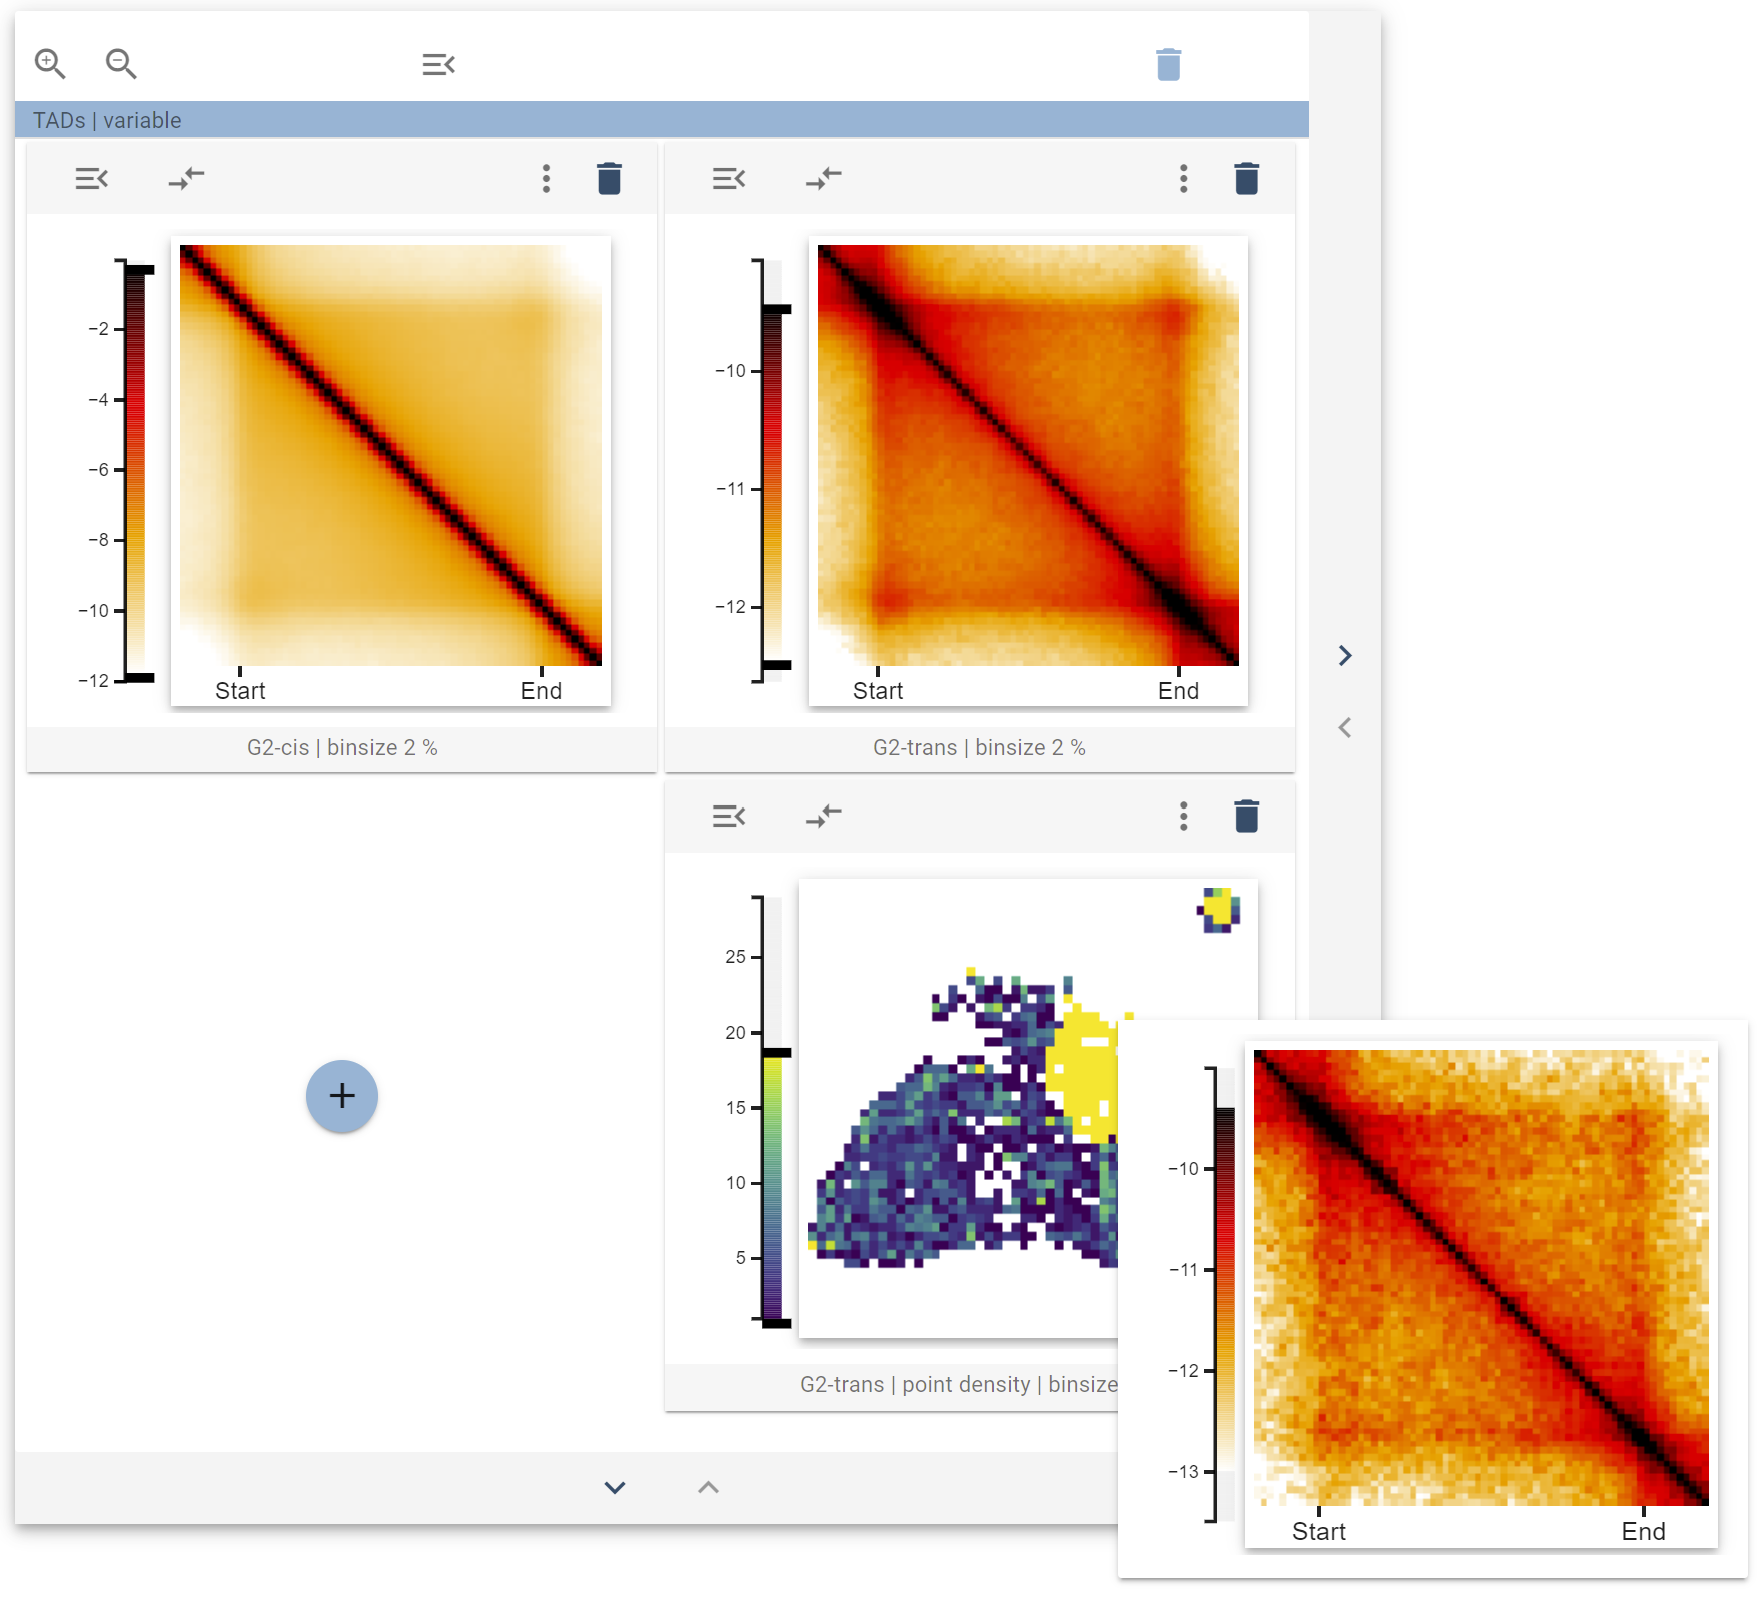 TADs | variable
−2
−4
−6
−8
−10
−12
Start
End
G2-cis | binsize 2 %
−10
−11
−12
Start
End
G2-trans | binsize 2 %
25
20
15
10
5
G2-trans | point density | binsize
−10
−11
−12
−13
Start
End